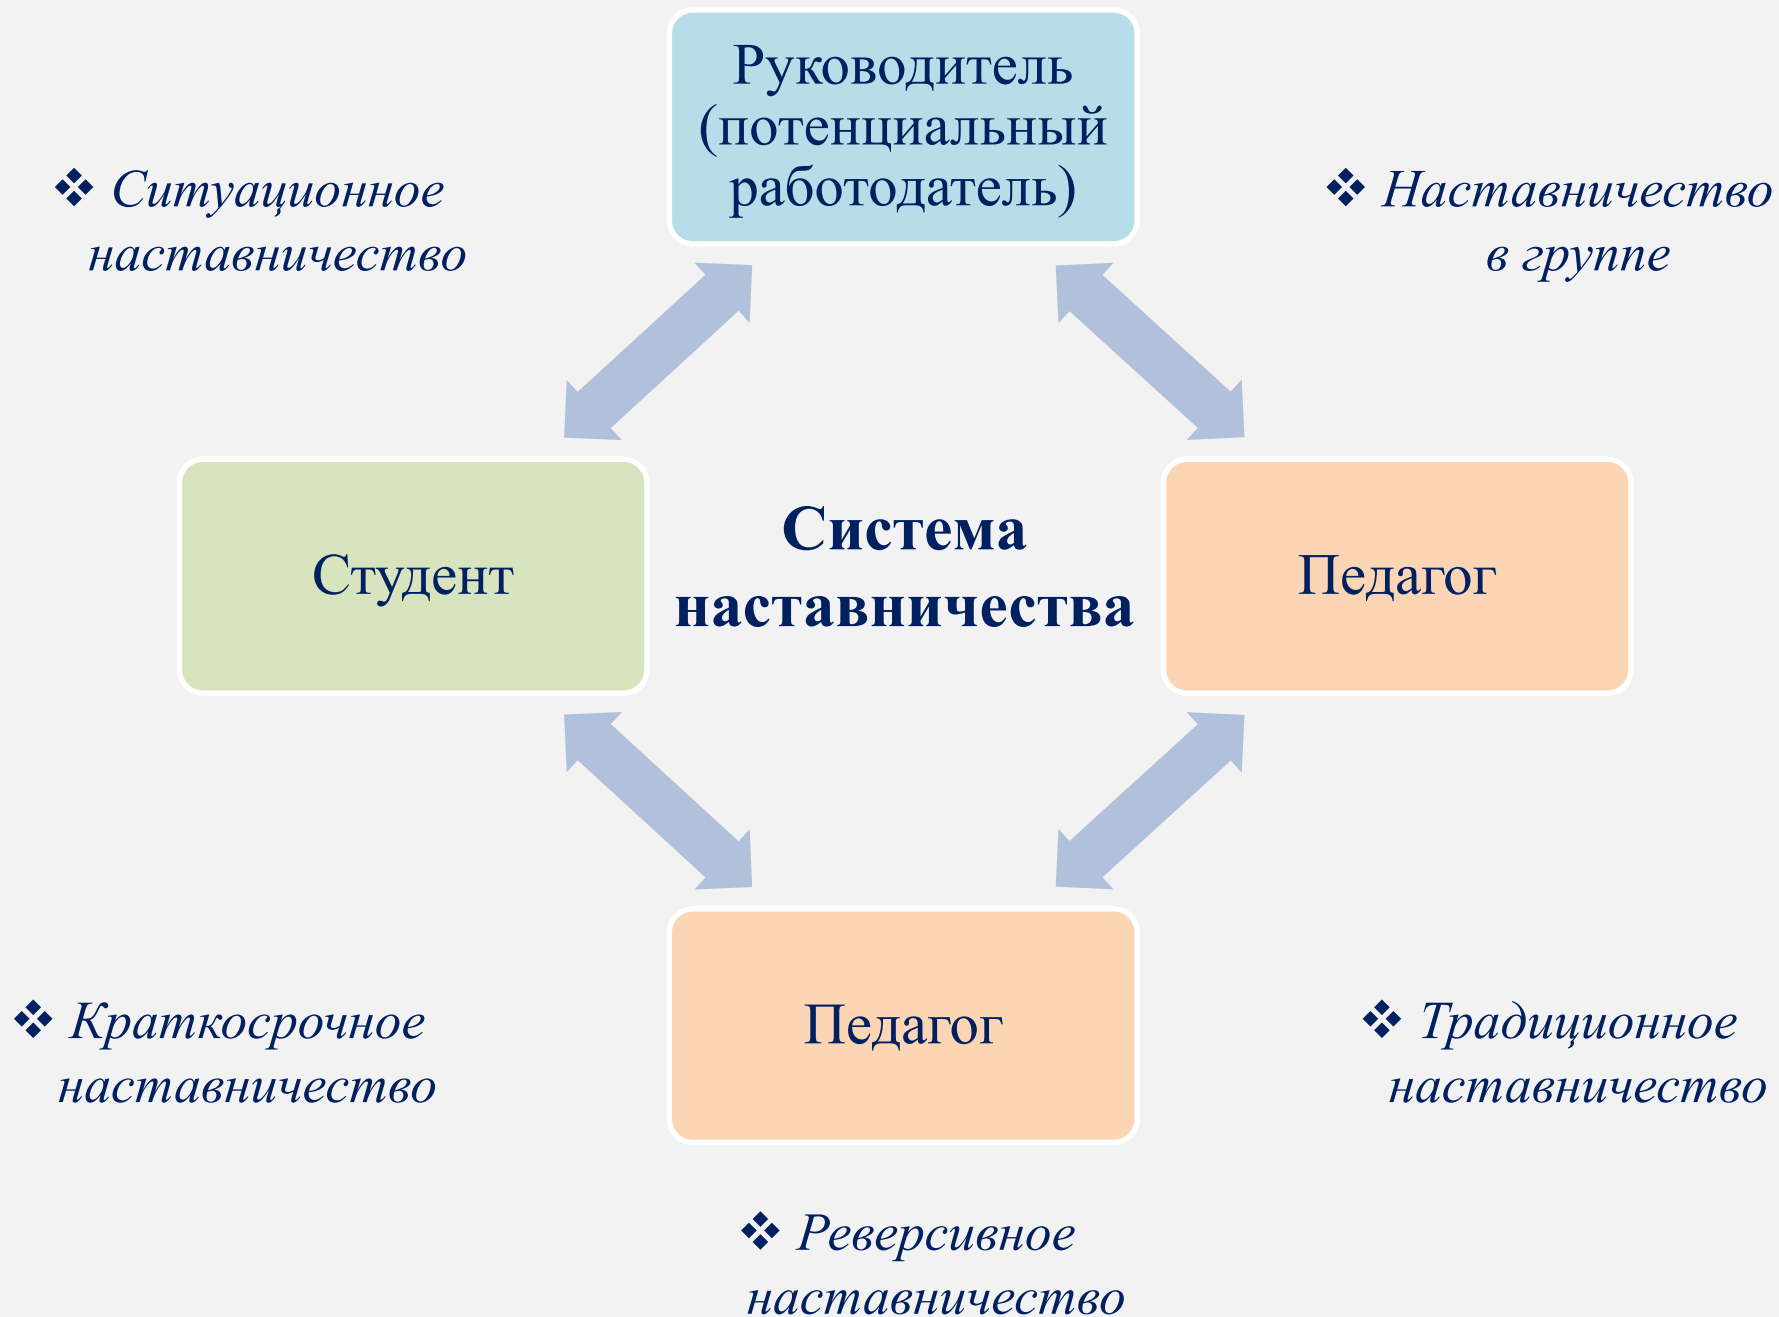 Руководитель
(потенциальный
работодатель)
❖ Ситуационное
наставничество
❖ Наставничество
в группе
Студент
Система
наставничества
Педагог
Педагог
❖ Краткосрочное
наставничество
❖ Традиционное
наставничество
❖ Реверсивное
наставничество